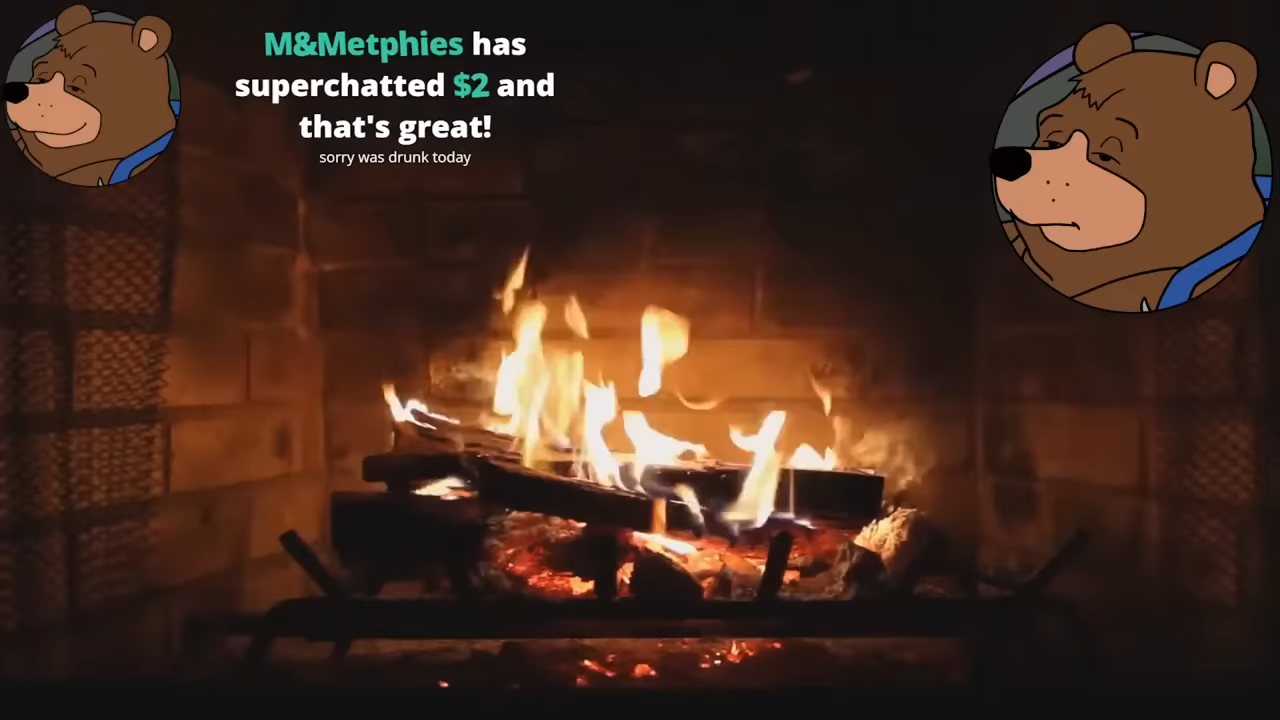 M&Metphies has
superchatted $2 and
that's great!
sorry was drunk today